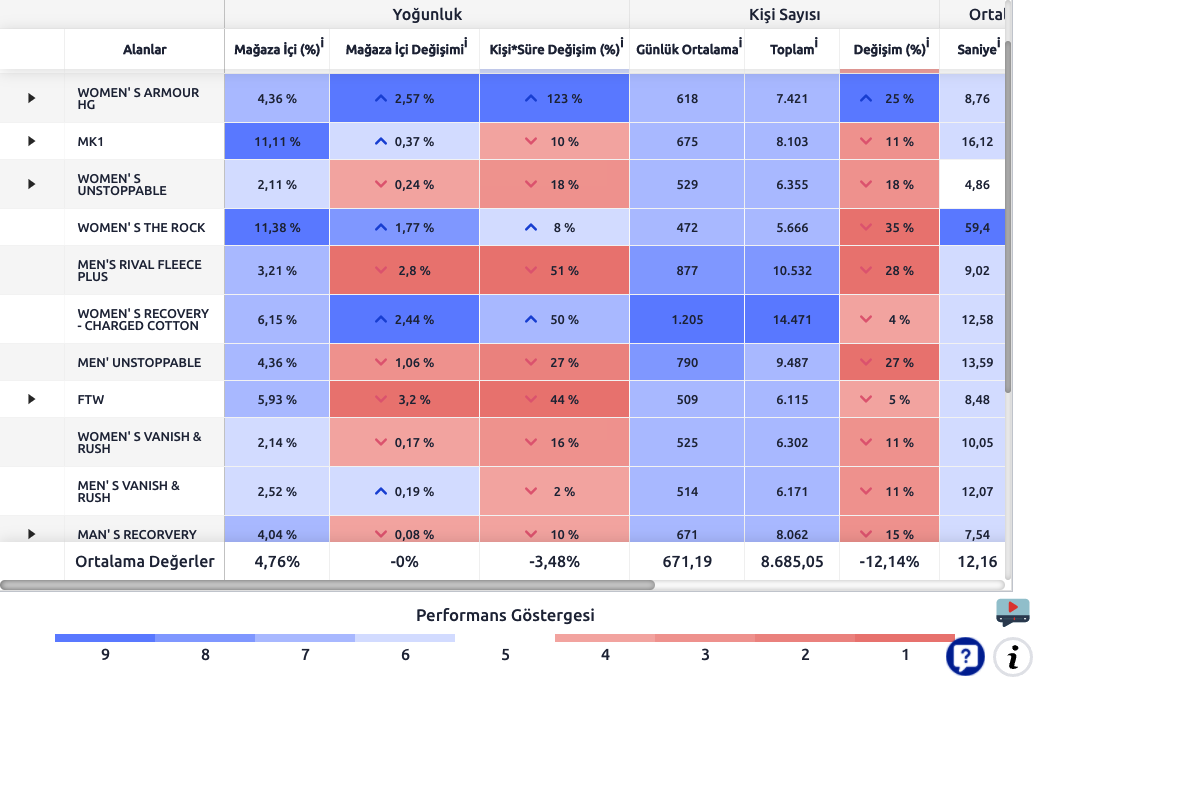 Yoğunluk Kişi Sayısı Ortal
Alanlar Mağaza İçi (%)i Mağaza İçi Değişimii Kişi*Süre Değişim (%)i Günlük Ortalamai Toplami Değişim (%)i Saniyei
WOMEN' S ARMOUR
HG 4,36 % 2,57 % 123 % 618 7.421 25 % 8,76
MK1 11,11 % 0,37 % 10 % 675 8.103 11 % 16,12
WOMEN' S
UNSTOPPABLE 2,11 % 0,24 % 18 % 529 6.355 18 % 4,86
WOMEN' S THE ROCK 11,38 % 1,77 % 8 % 472 5.666 35 % 59,4
MEN'S RIVAL FLEECE
PLUS 3,21 % 2,8 % 51 % 877 10.532 28 % 9,02
WOMEN' S RECOVERY
- CHARGED COTTON 6,15 % 2,44 % 50 % 1.205 14.471 4 % 12,58
MEN' UNSTOPPABLE 4,36 % 1,06 % 27 % 790 9.487 27 % 13,59
FTW 5,93 % 3,2 % 44 % 509 6.115 5 % 8,48
WOMEN' S VANISH &
RUSH 2,14 % 0,17 % 16 % 525 6.302 11 % 10,05
MEN' S VANISH &
RUSH 2,52 % 0,19 % 2 % 514 6.171 11 % 12,07
MAN' S RECORVERY 4,04 % 0,08 % 10 % 671 8.062 15 % 7,54
Ortalama Değerler 4,76% -0% -3,48% 671,19 8.685,05 -12,14% 12,16
Performans Göstergesi
9 8 7 6 5 4 3 2 1
? i